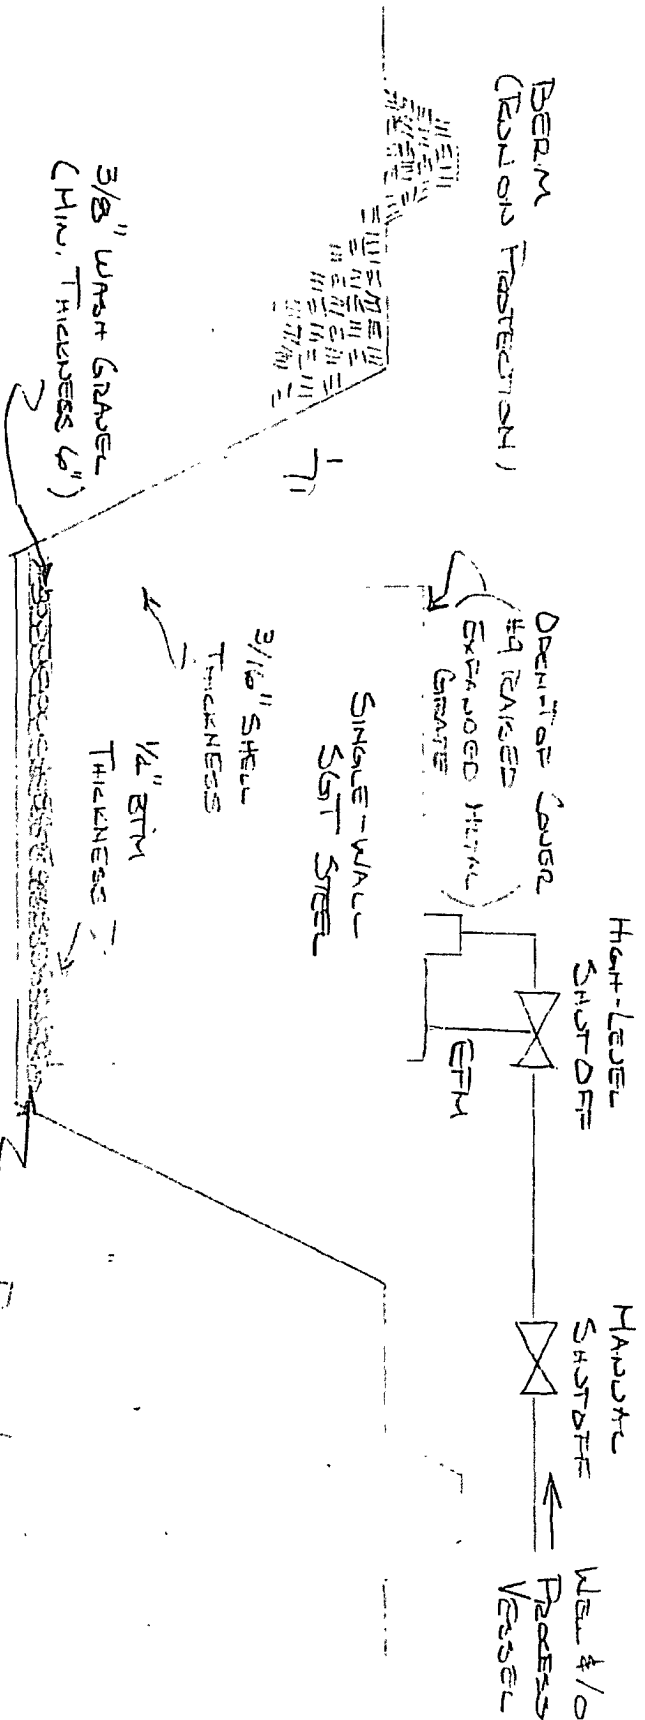 BERM
(RUN ON PROTECTION)
OPEN TOP COVER
#9 RAISED
EXPANDED METAL
GRATE
HIGH-LEVEL
SHUTOFF
EFM
MANUAL
SHUTOFF
WELL &/O
PROCESS
VESSEL
SINGLE-WALL
SGT STEEL
3/16" SHELL
THICKNESS
1/4" BTM
THICKNESS
3/8" WASH GRAVEL
(MIN. THICKNESS 6")